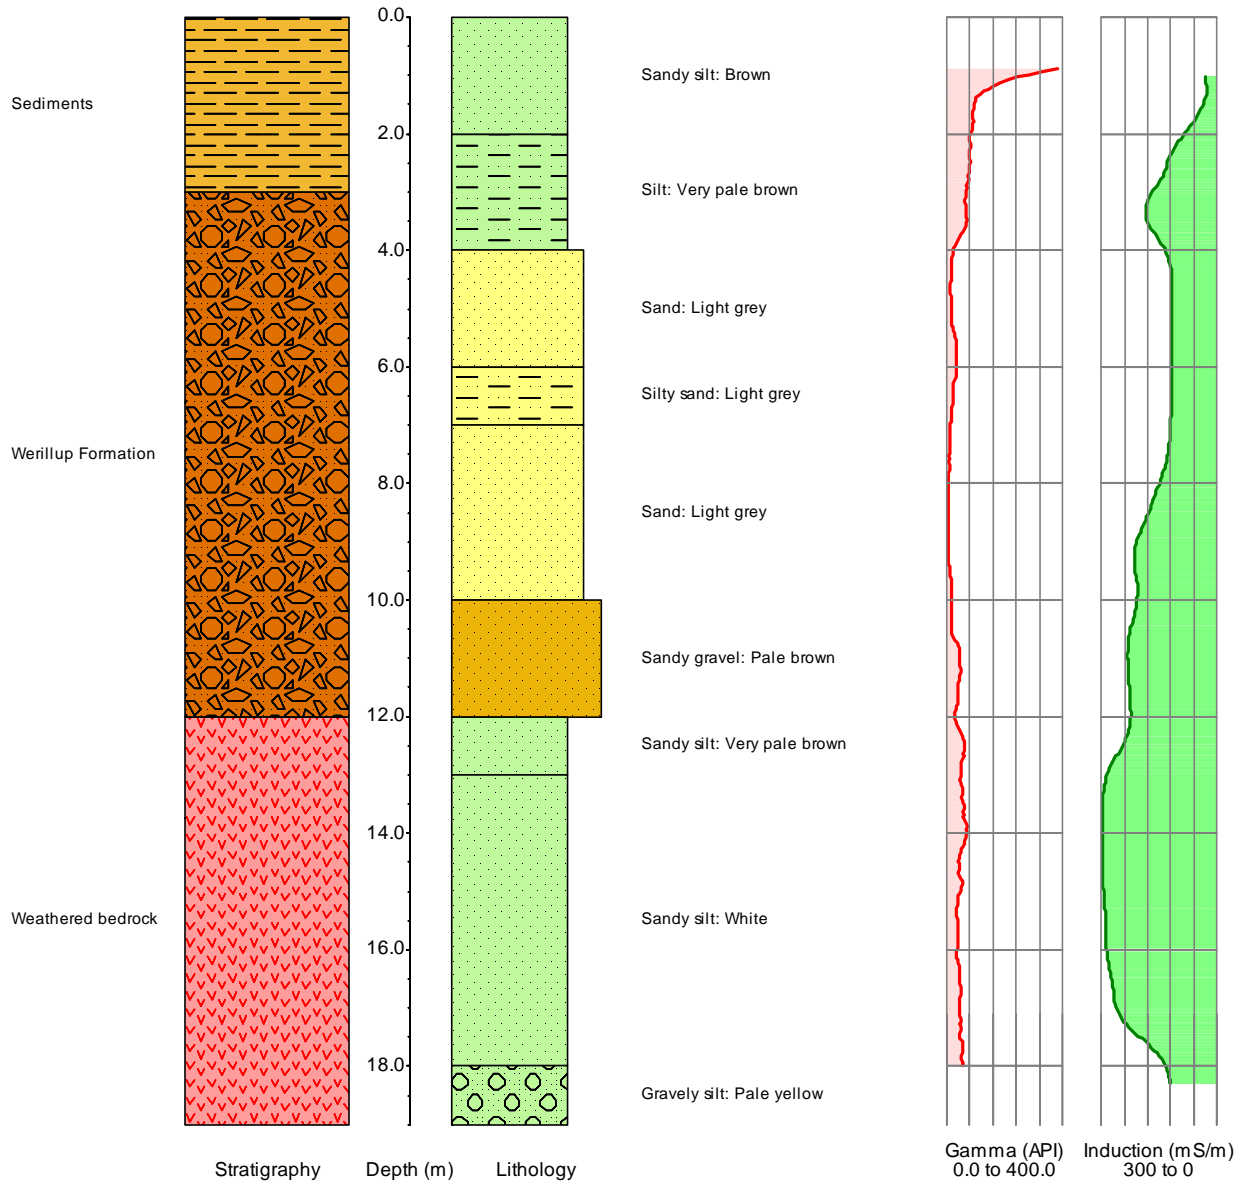 0.0
Sandy silt: Brown
Sediments
2.0
Silt: Very pale brown
4.0
Sand: Light grey
6.0
Silty sand: Light grey
Werillup Formation
8.0
Sand: Light grey
10.0
Sandy gravel: Pale brown
12.0
Sandy silt: Very pale brown
14.0
Weathered bedrock
Sandy silt: White
16.0
18.0
Gravely silt: Pale yellow
Stratigraphy
Depth (m)
Lithology
Gamma (API)
0.0 to 400.0
Induction (mS/m)
300 to 0